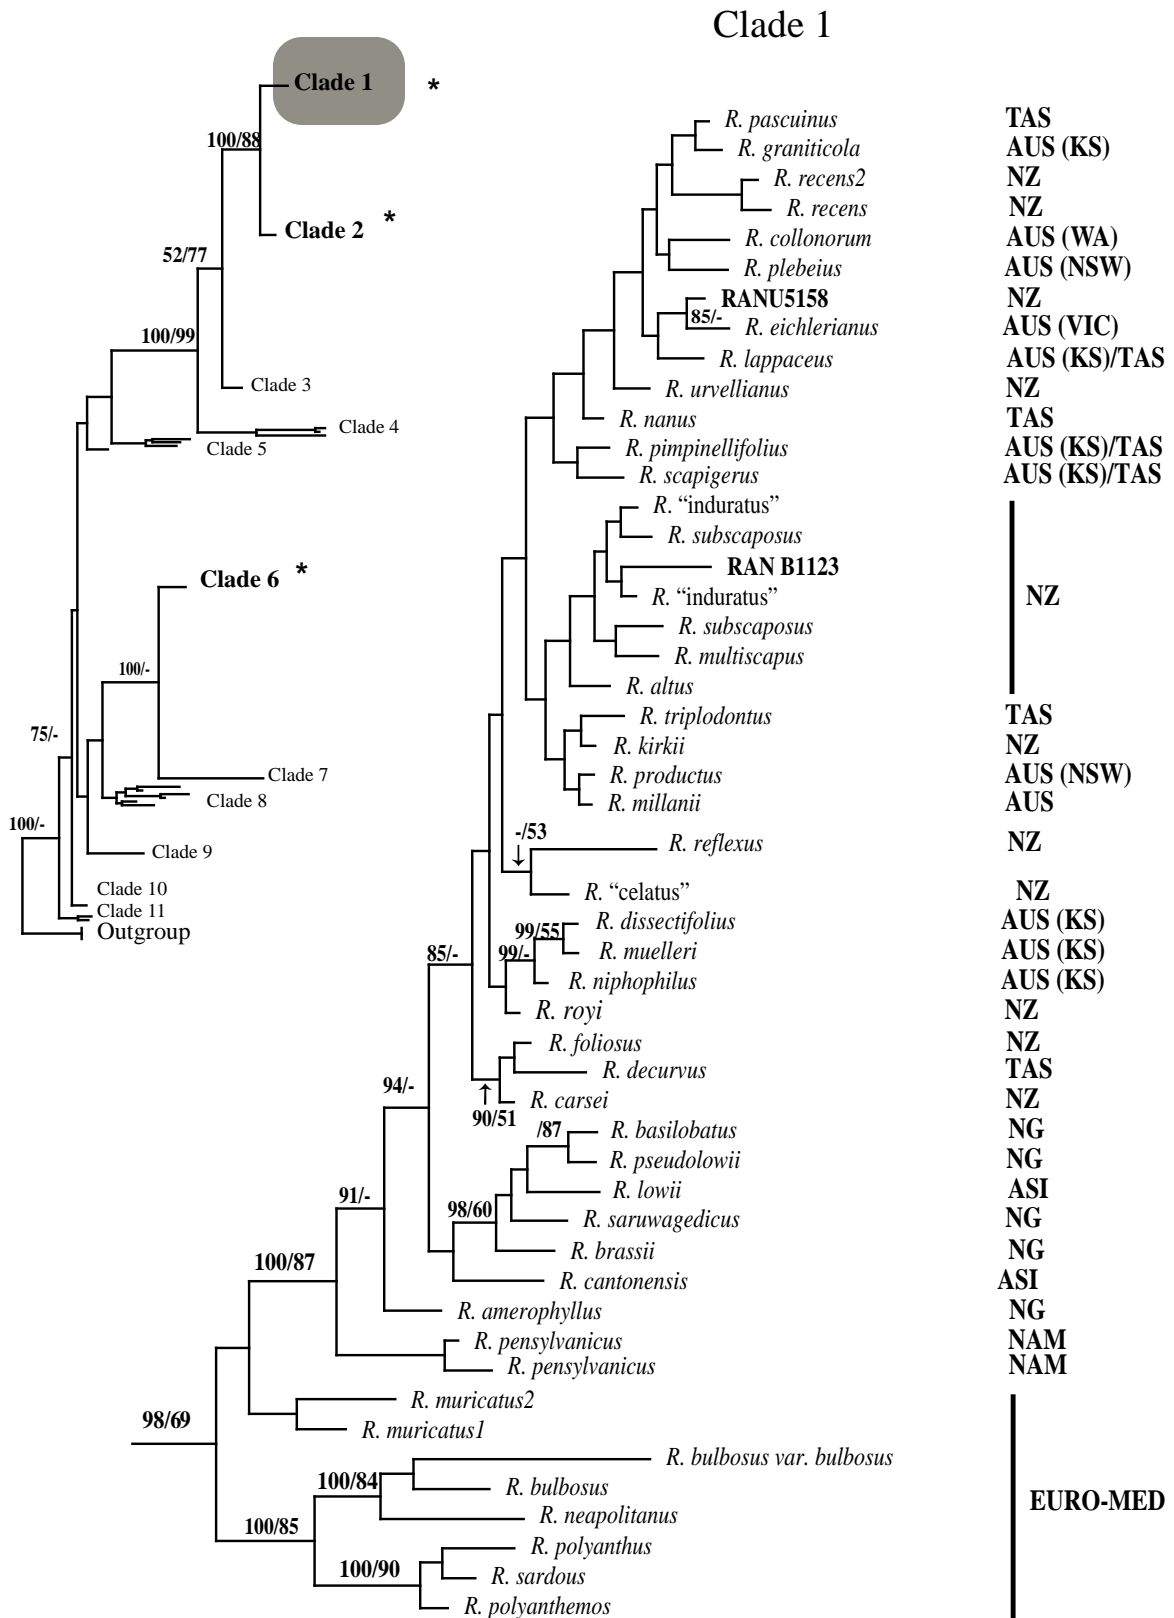 Clade 1
Clade 1 *
100/88
Clade 2 *
52/77
100/99
Clade 3
Clade 4
Clade 5
Clade 6 *
100/-
75/-
Clade 7
Clade 8
100/-
Clade 9
Clade 10
Clade 11
Outgroup
R. pascuinus TAS
R. graniticola AUS (KS)
R. recens2 NZ
R. recens NZ
R. collonorum AUS (WA)
R. plebeius AUS (NSW)
RANU5158 NZ
85/- R. eichlerianus AUS (VIC)
R. lappaceus AUS (KS)/TAS
R. urvellianus NZ
R. nanus TAS
R. pimpinellifolius AUS (KS)/TAS
R. scapigerus AUS (KS)/TAS
R. “induratus”
R. subscaposus
RAN B1123
R. “induratus” NZ
R. subscaposus
R. multiscapus
R. altus
R. triplodontus TAS
R. kirkii NZ
R. productus AUS (NSW)
R. millanii AUS
-/53
R. reflexus NZ
R. “celatus” NZ
R. dissectifolius AUS (KS)
99/55
99/- R. muelleri AUS (KS)
85/-
R. niphophilus AUS (KS)
R. royi NZ
R. foliosus NZ
R. decurvus TAS
94/-
R. carsei NZ
90/51
/87 R. basilobatus NG
R. pseudolowii NG
R. lowii ASI
91/-
98/60
R. saruwagedicus NG
R. brassii NG
100/87
R. cantonensis ASI
R. amerophyllus NG
R. pensylvanicus NAM
R. pensylvanicus NAM
R. muricatus2
98/69
R. muricatus1
R. bulbosus var. bulbosus
100/84
R. bulbosus
EURO-MED
R. neapolitanus
100/85
R. polyanthus
100/90
R. sardous
R. polyanthemos